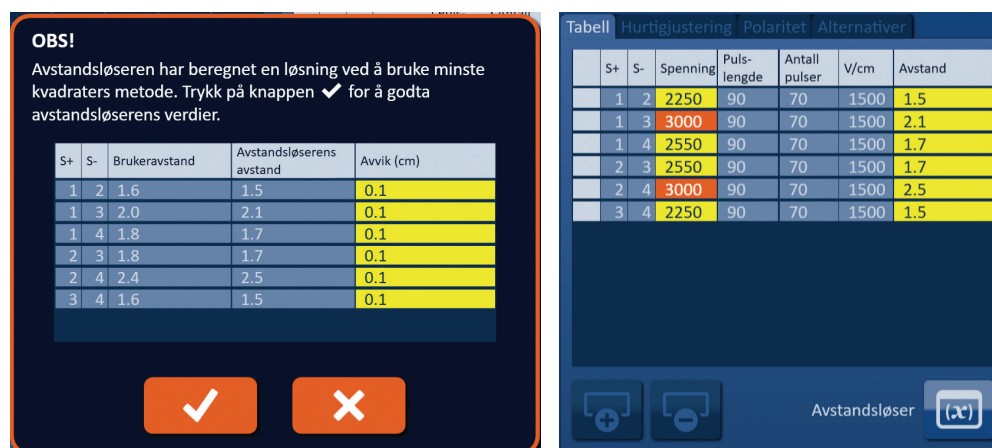 OBS!
Avstandsløseren har beregnet en løsning ved å bruke minste
kvadraters metode. Trykk på knappen ✔ for å godta
avstandsløserens verdier.
S+ S- Brukeravstand Avstandsløserens avstand Avvik (cm)
1 2 1.6 1.5 0.1
1 3 2.0 2.1 0.1
1 4 1.8 1.7 0.1
2 3 1.8 1.7 0.1
2 4 2.4 2.5 0.1
3 4 1.6 1.5 0.1
Tabell Hurtigjustering Polaritet Alternativer
S+ S- Spenning Puls-lengde Antall pulser V/cm Avstand
1 2 2250 90 70 1500 1.5
1 3 3000 90 70 1500 2.1
1 4 2550 90 70 1500 1.7
2 3 2550 90 70 1500 1.7
2 4 3000 90 70 1500 2.5
3 4 2250 90 70 1500 1.5
Avstandsløser (x)